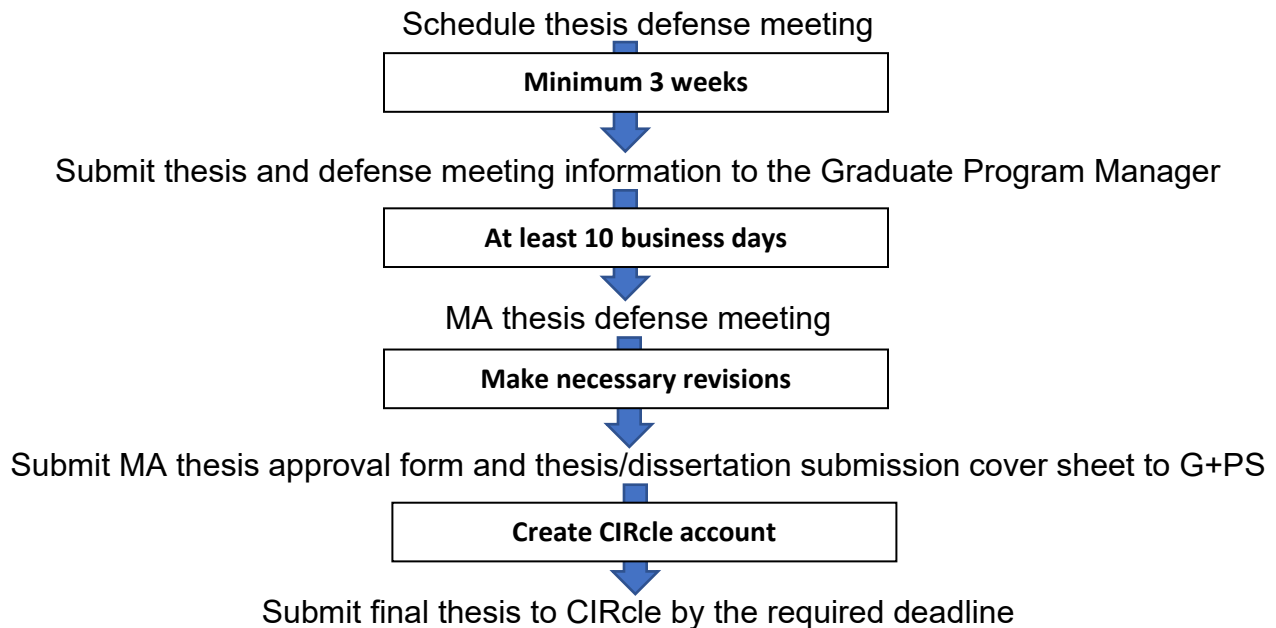 Schedule thesis defense meeting
Minimum 3 weeks
Submit thesis and defense meeting information to the Graduate Program Manager
At least 10 business days
MA thesis defense meeting
Make necessary revisions
Submit MA thesis approval form and thesis/dissertation submission cover sheet to G+PS
Create CIRcle account
Submit final thesis to CIRcle by the required deadline